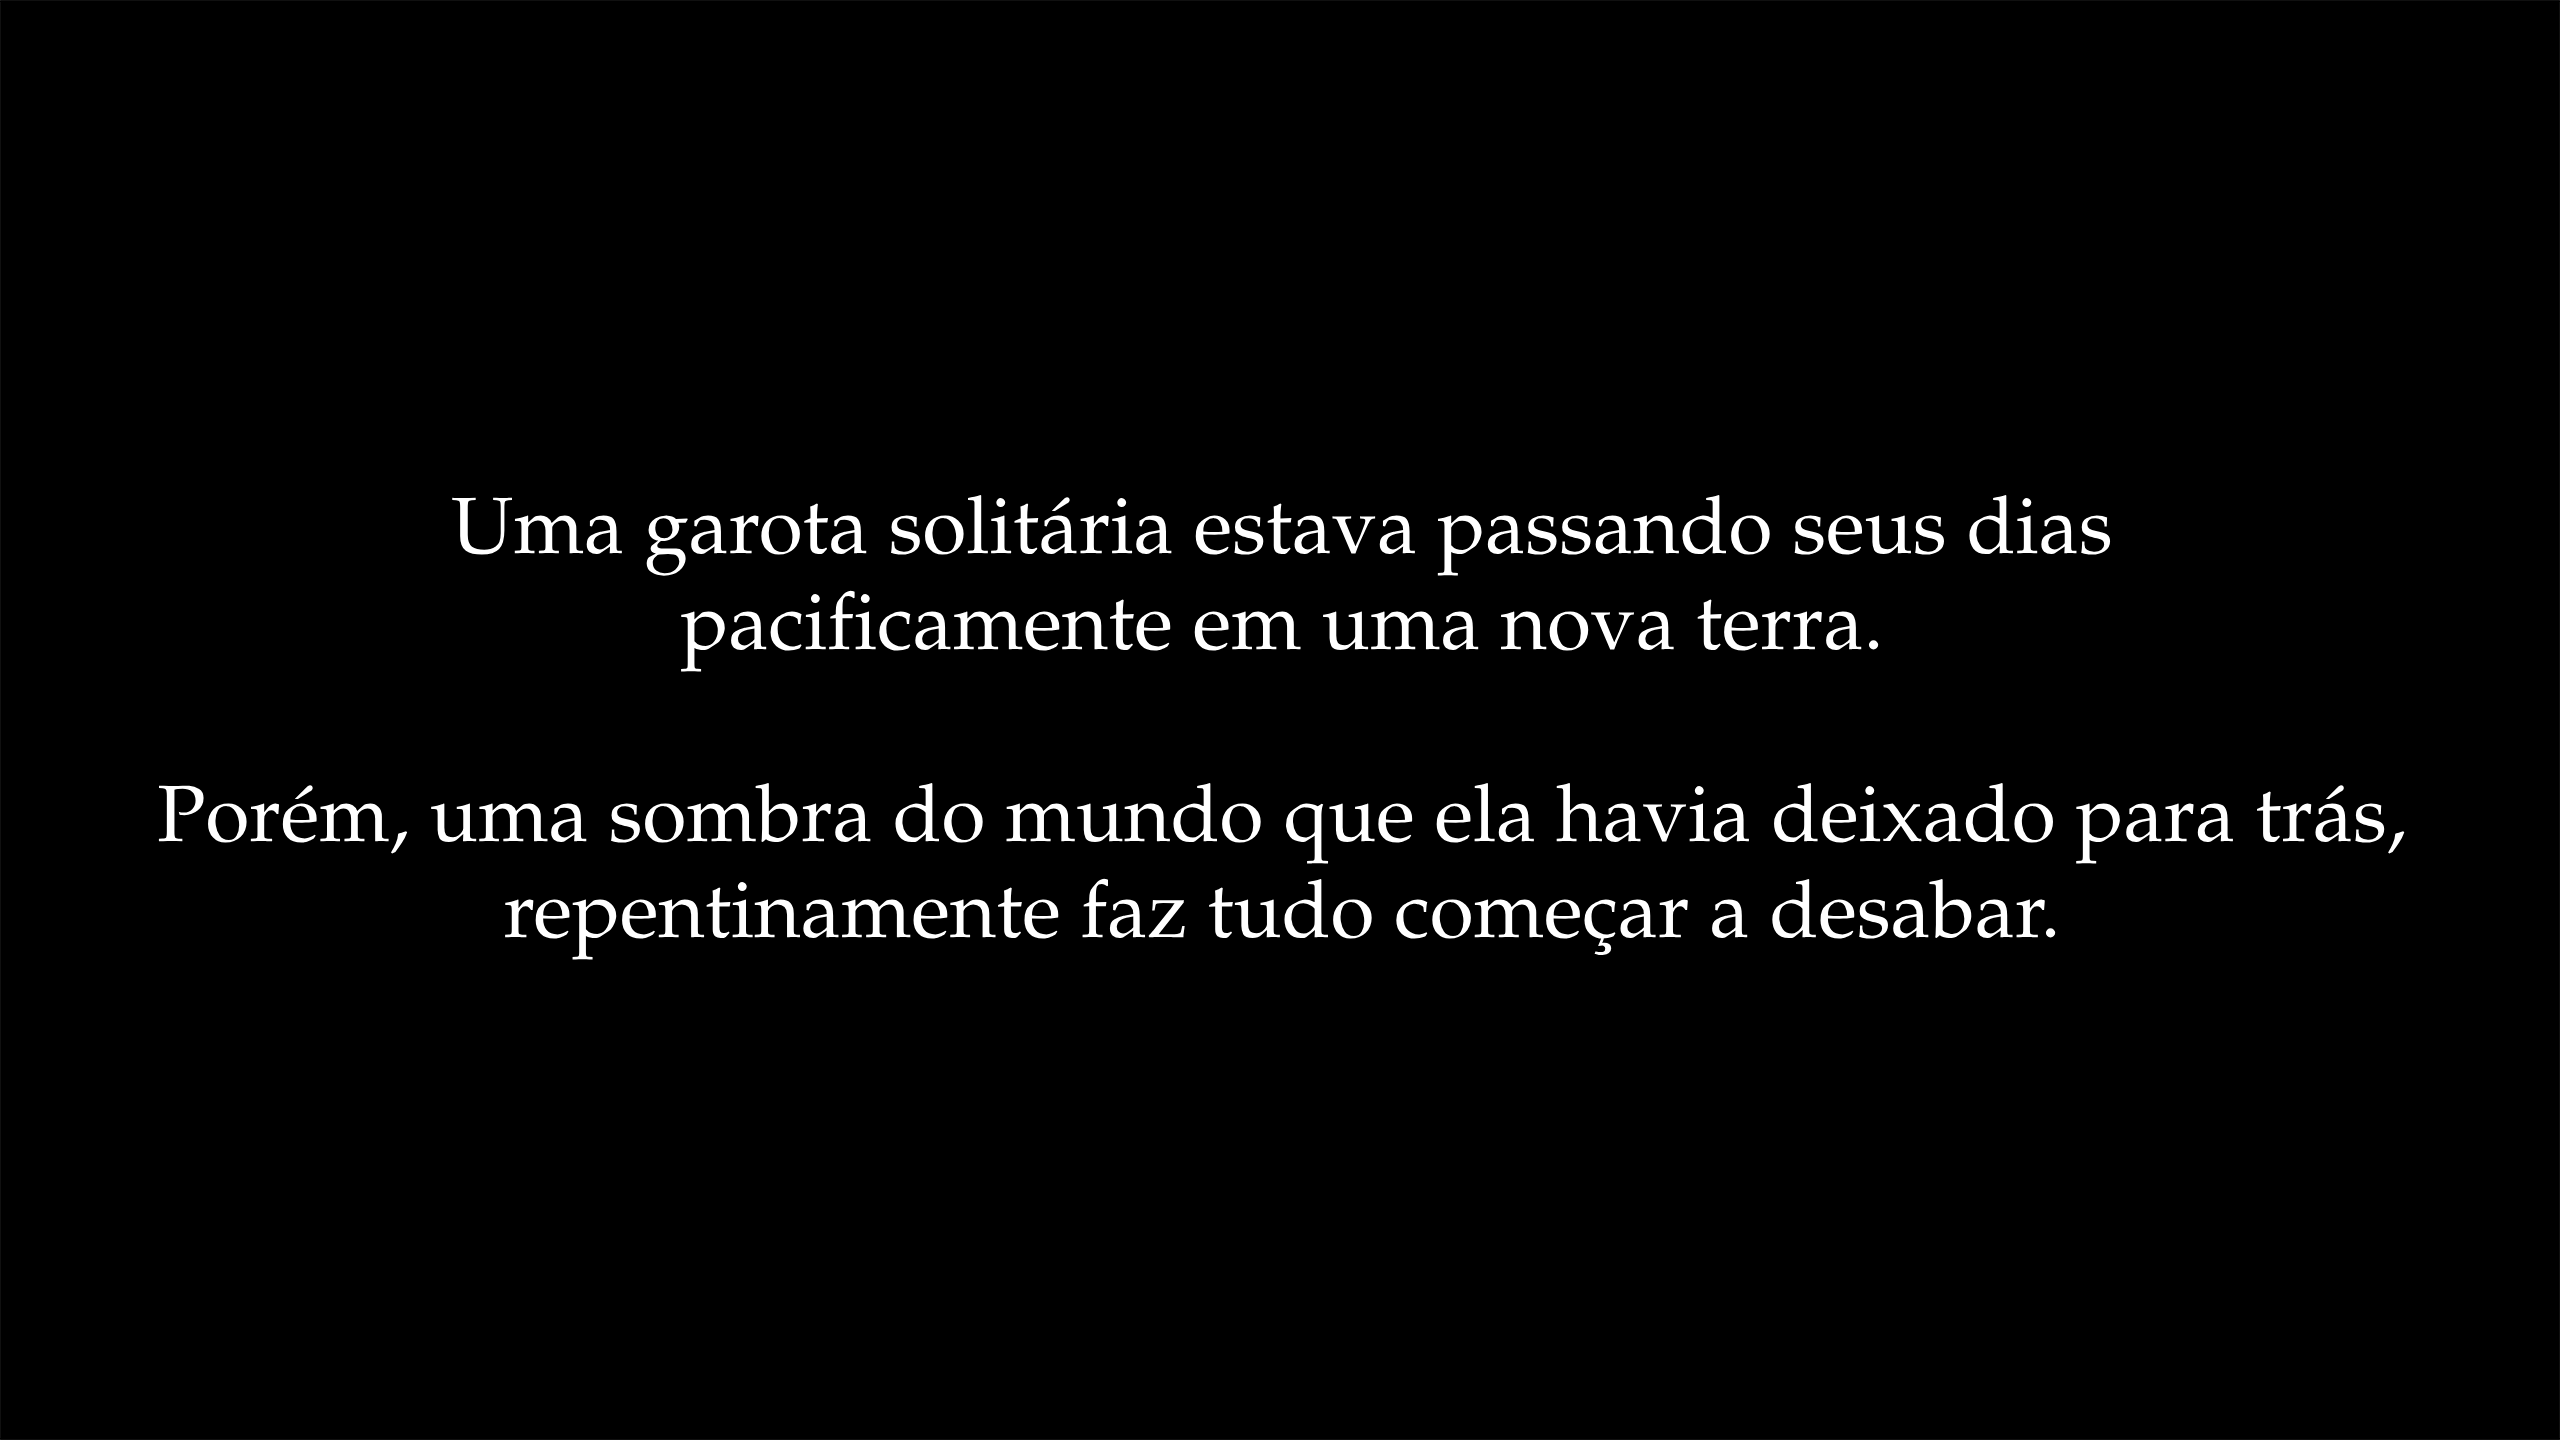 Uma garota solitária estava passando seus dias
pacificamente em uma nova terra.
Porém, uma sombra do mundo que ela havia deixado para trás,
repentinamente faz tudo começar a desabar.